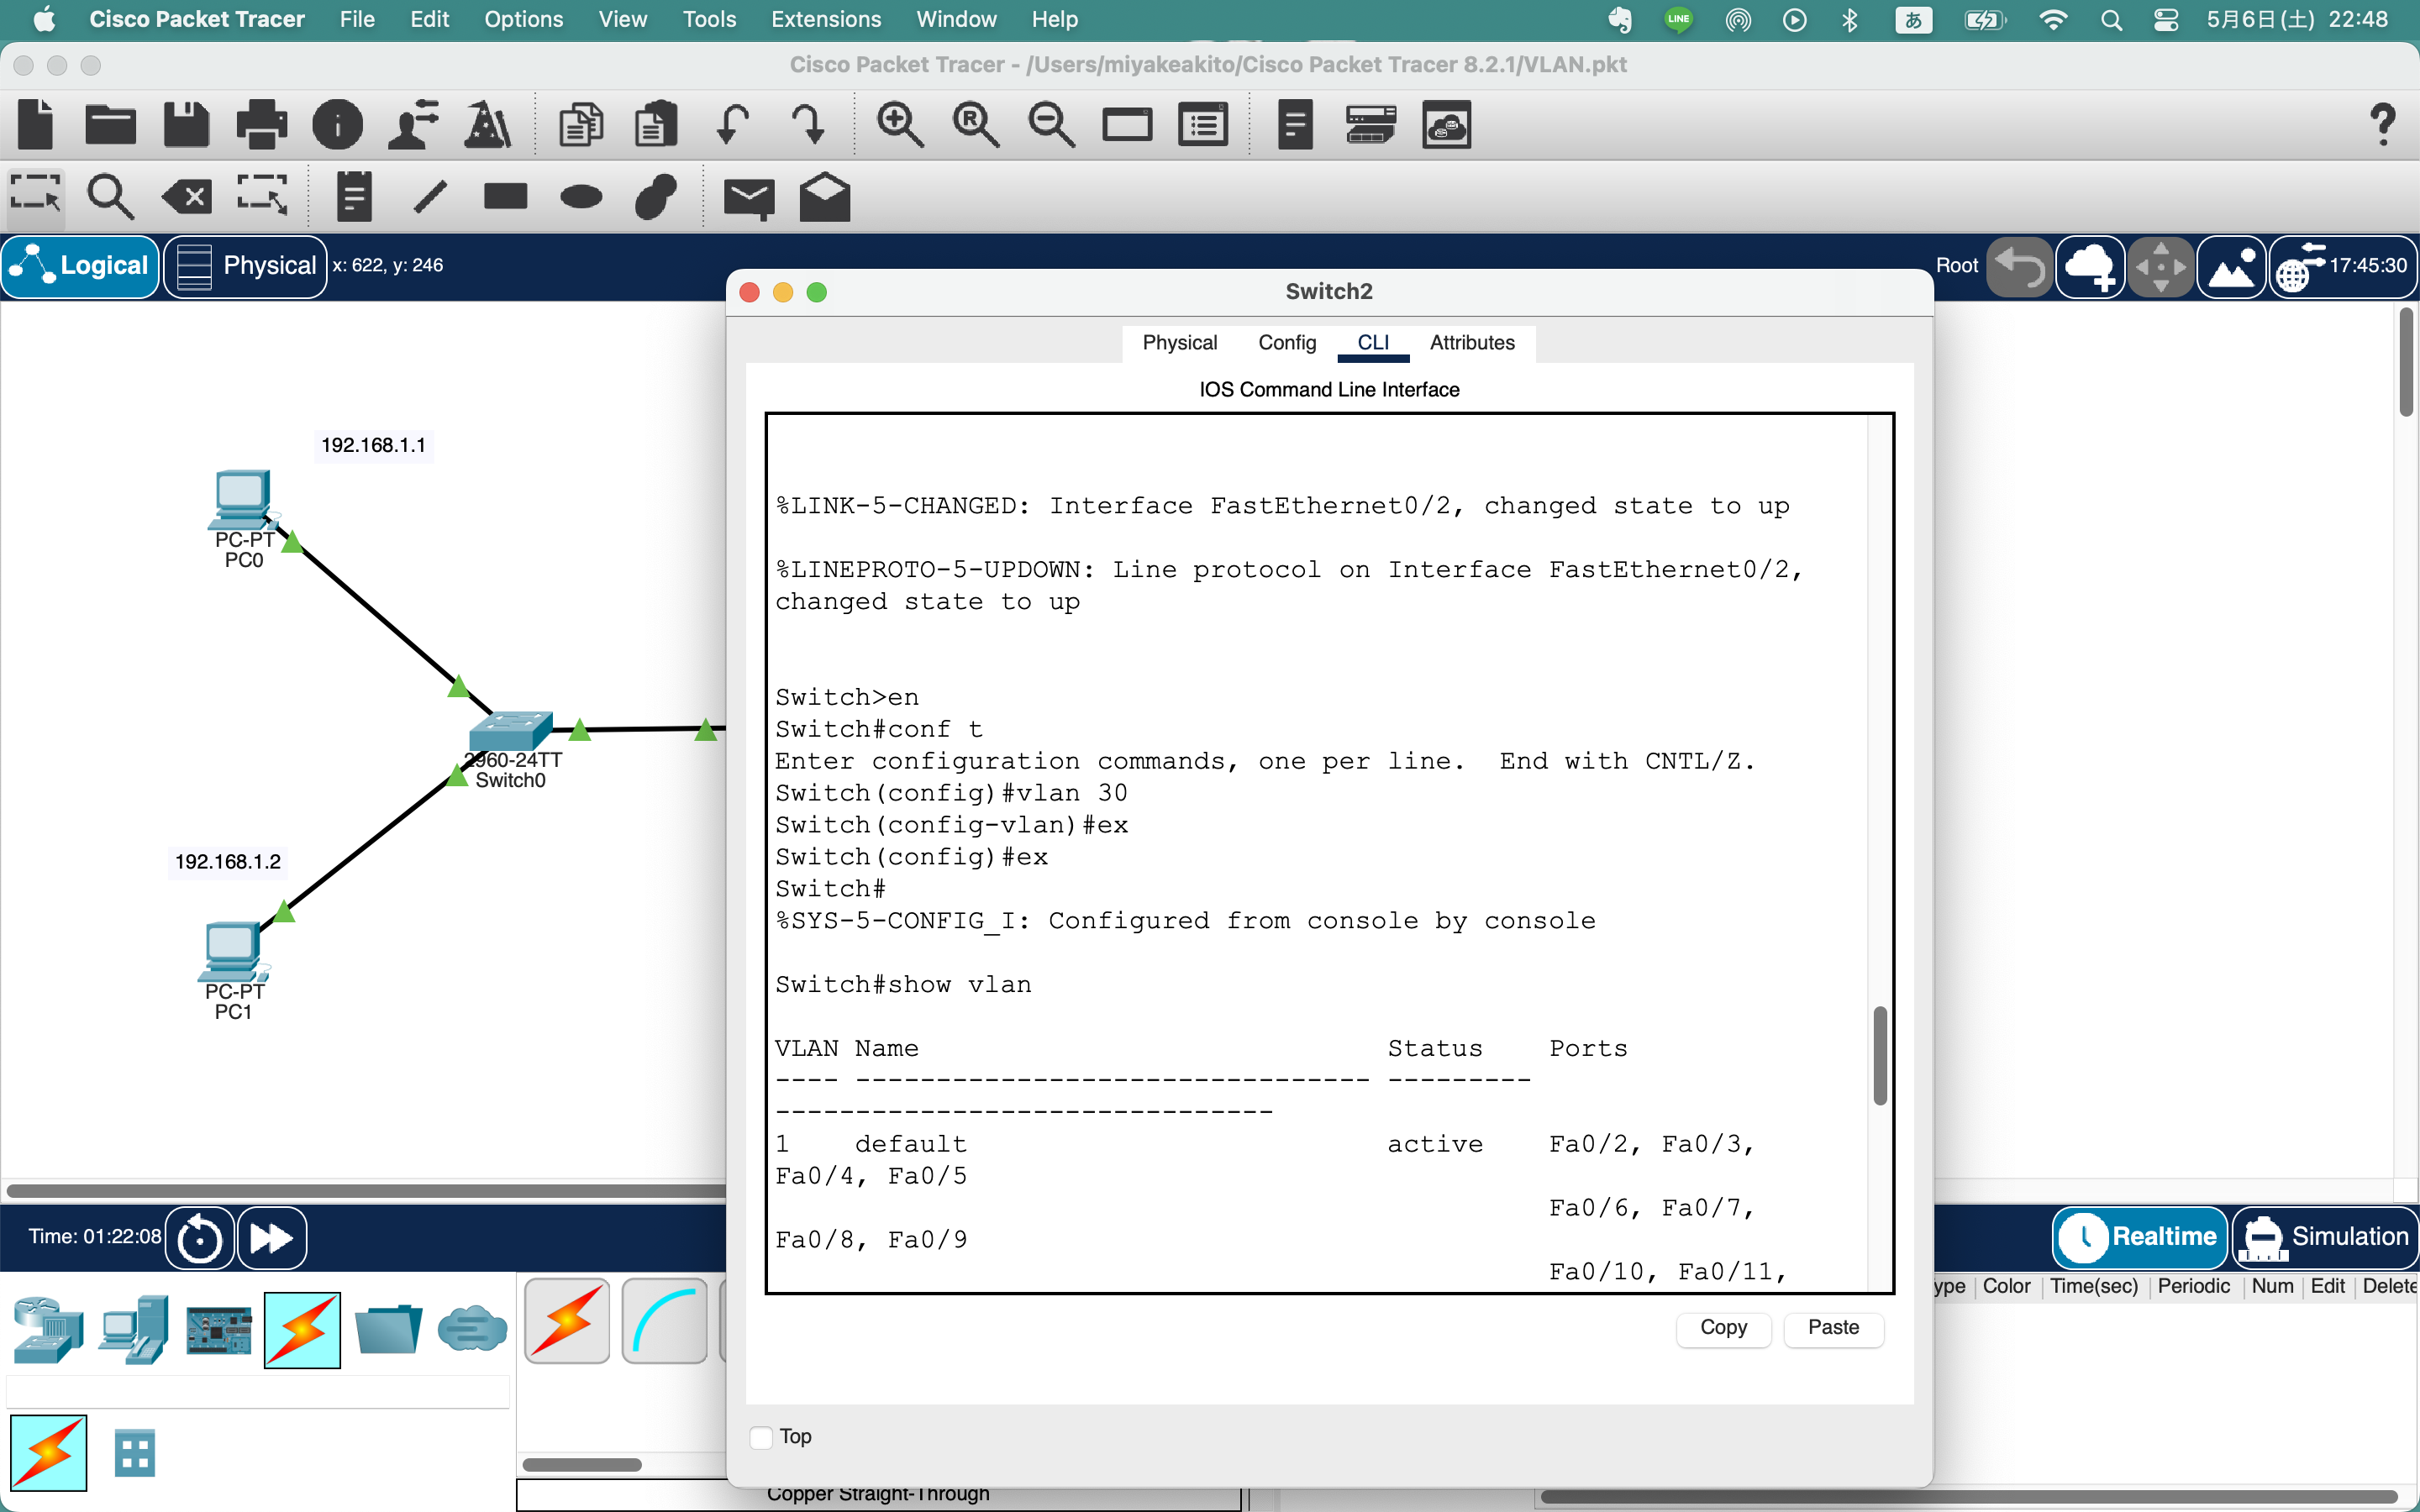 Cisco Packet Tracer File Edit Options View Tools Extensions Window Help
LINE あ 5月6日(土) 22:48
Cisco Packet Tracer - /Users/miyakeakito/Cisco Packet Tracer 8.2.1/VLAN.pkt
R
?
Logical Physical x: 622, y: 246
Root 17:45:30
192.168.1.1
PC-PT
PC0
2960-24TT
Switch0
192.168.1.2
PC-PT
PC1
Switch2
Physical Config CLI Attributes
IOS Command Line Interface
%LINK-5-CHANGED: Interface FastEthernet0/2, changed state to up
%LINEPROTO-5-UPDOWN: Line protocol on Interface FastEthernet0/2,
changed state to up
Switch>en
Switch#conf t
Enter configuration commands, one per line.  End with CNTL/Z.
Switch(config)#vlan 30
Switch(config-vlan)#ex
Switch(config)#ex
Switch#
%SYS-5-CONFIG_I: Configured from console by console
Switch#show vlan
VLAN Name                             Status    Ports
---- -------------------------------- ---------
-------------------------------
1    default                          active    Fa0/2, Fa0/3,
Fa0/4, Fa0/5
                                                Fa0/6, Fa0/7,
Fa0/8, Fa0/9
                                                Fa0/10, Fa0/11,
Copy Paste
Top
Time: 01:22:08
Realtime Simulation
ype Color Time(sec) Periodic Num Edit Delete
Copper Straight-Through